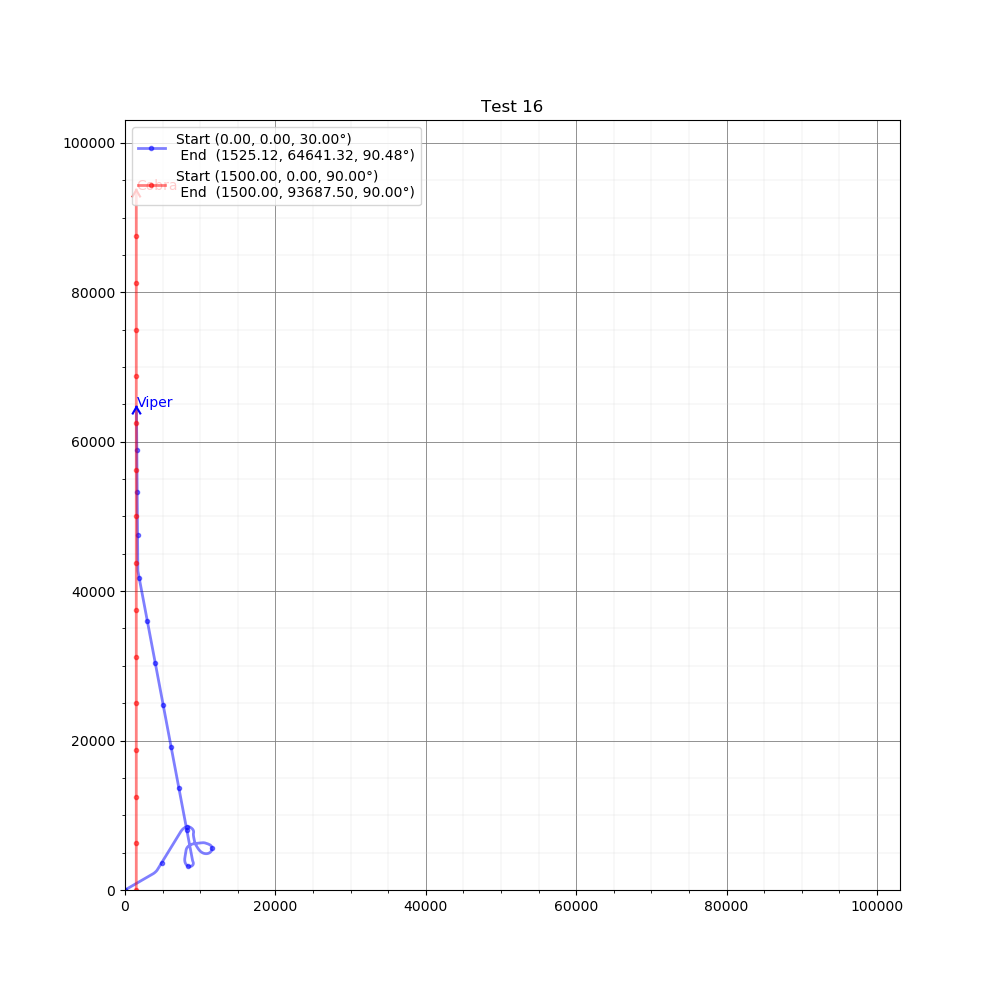 Test 16
Start (0.00, 0.00, 30.00°)
End (1525.12, 64641.32, 90.48°)
Start (1500.00, 0.00, 90.00°)
End (1500.00, 93687.50, 90.00°)
Cobra
Viper
100000
80000
60000
40000
20000
0
0 20000 40000 60000 80000 100000